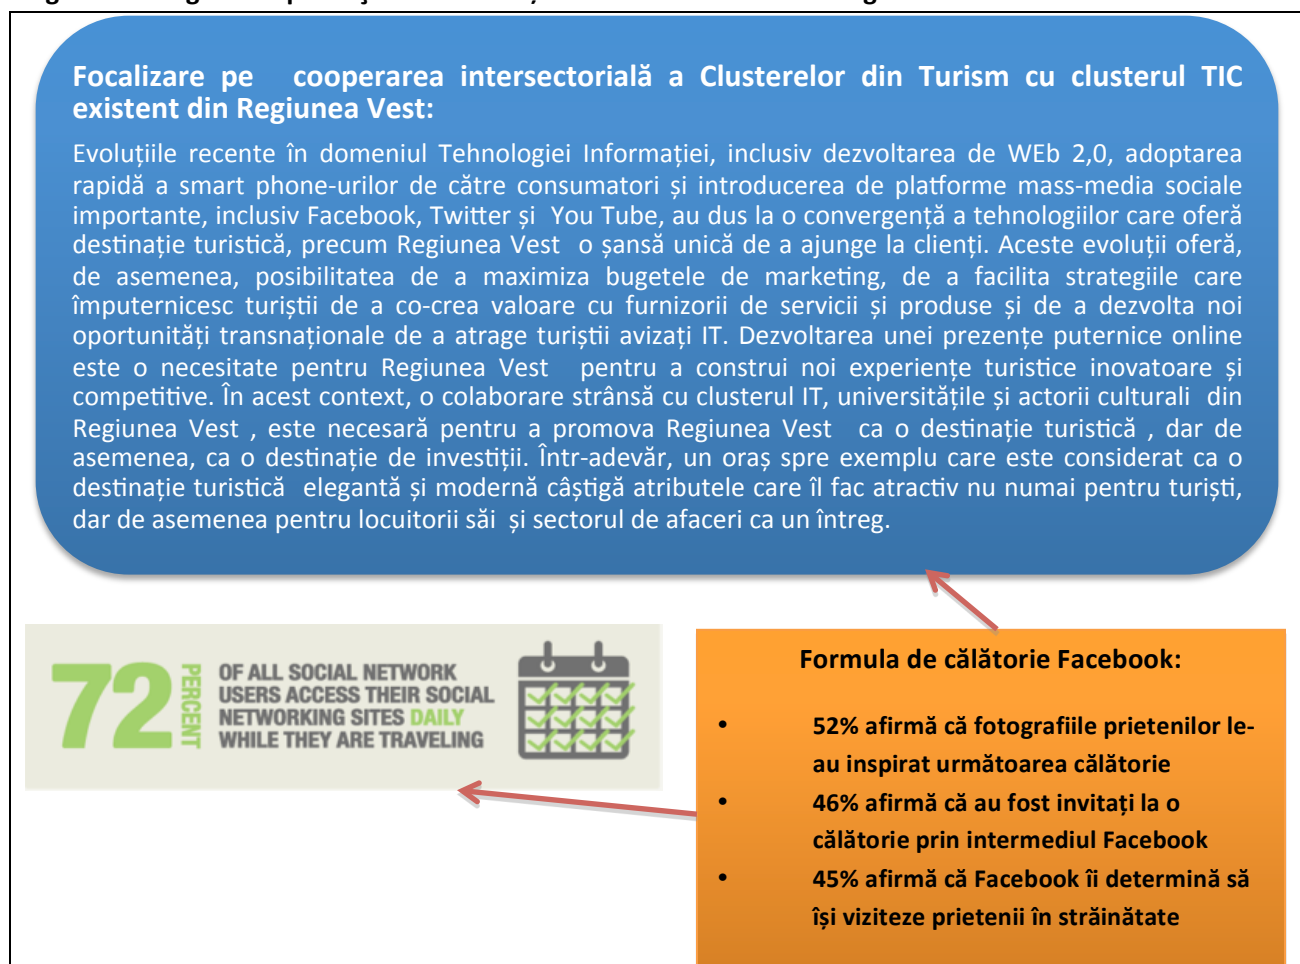 Focalizare pe cooperarea intersectorială a Clusterelor din Turism cu clusterul TIC
existent din Regiunea Vest:
Evoluțiile recente în domeniul Tehnologiei Informației, inclusiv dezvoltarea de WEb 2,0, adoptarea
rapidă a smart phone-urilor de către consumatori și introducerea de platforme mass-media sociale
importante, inclusiv Facebook, Twitter și You Tube, au dus la o convergență a tehnologiilor care oferă
destinație turistică, precum Regiunea Vest o șansă unică de a ajunge la clienți. Aceste evoluții oferă,
de asemenea, posibilitatea de a maximiza bugetele de marketing, de a facilita strategiile care
împuternicesc turiștii de a co-crea valoare cu furnizorii de servicii și produse și de a dezvolta noi
oportunități transnaționale de a atrage turiștii avizați IT. Dezvoltarea unei prezențe puternice online
este o necesitate pentru Regiunea Vest pentru a construi noi experiențe turistice inovatoare și
competitive. În acest context, o colaborare strânsă cu clusterul IT, universitățile și actorii culturali din
Regiunea Vest , este necesară pentru a promova Regiunea Vest ca o destinație turistică , dar de
asemenea, ca o destinație de investiții. Într-adevăr, un oraș spre exemplu care este considerat ca o
destinație turistică elegantă și modernă câștigă atributele care îl fac atractiv nu numai pentru turiști,
dar de asemenea pentru locuitorii săi și sectorul de afaceri ca un întreg.
72 PERCENT
OF ALL SOCIAL NETWORK
USERS ACCESS THEIR SOCIAL
NETWORKING SITES DAILY
WHILE THEY ARE TRAVELING
Formula de călătorie Facebook:
• 52% afirmă că fotografiile prietenilor le-
au inspirat următoarea călătorie
• 46% afirmă că au fost invitați la o
călătorie prin intermediul Facebook
• 45% afirmă că Facebook îi determină să
își viziteze prietenii în străinătate